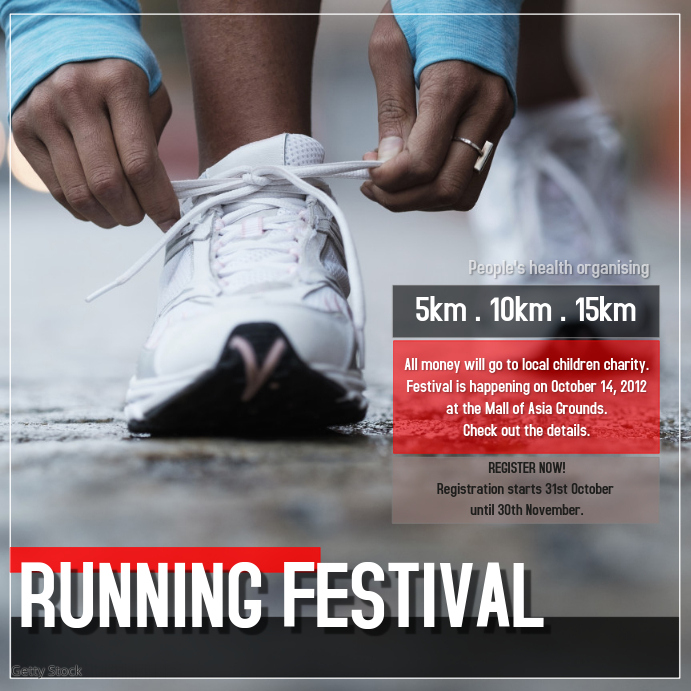 People's health organising
5km . 10km . 15km
All money will go to local children charity.
Festival is happening on October 14, 2012
at the Mall of Asia Grounds.
Check out the details.
REGISTER NOW!
Registration starts 31st October
until 30th November.
RUNNING FESTIVAL
Getty Stock